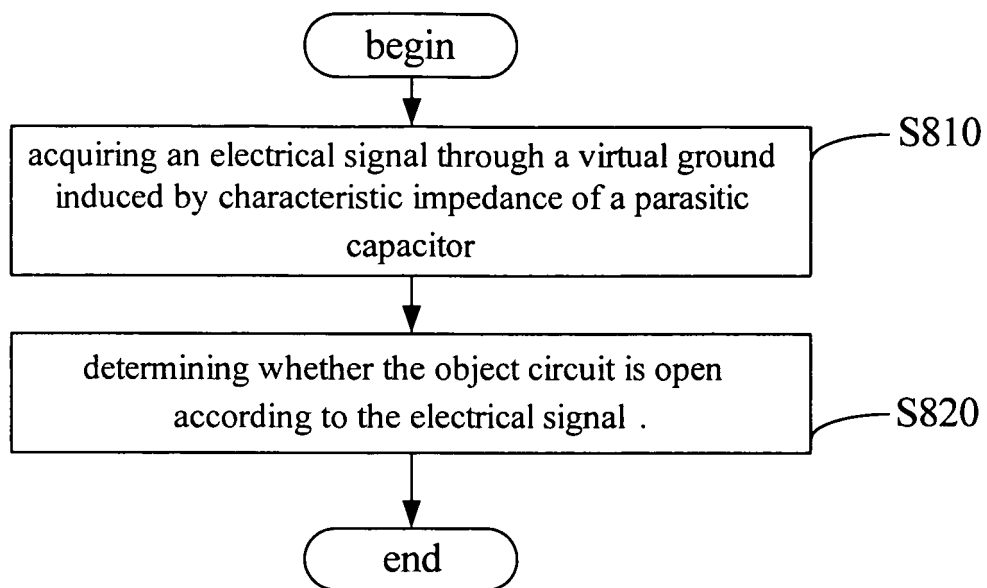 begin
acquiring an electrical signal through a virtual ground
induced by characteristic impedance of a parasitic
capacitor
S810
determining whether the object circuit is open
according to the electrical signal .
S820
end